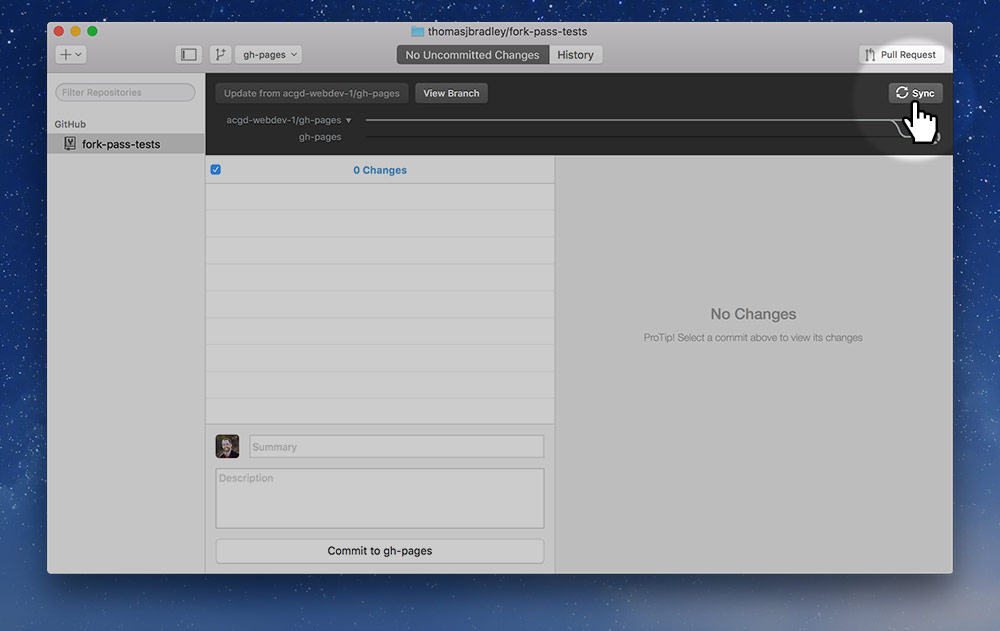 thomasjbradley/fork-pass-tests
gh-pages
No Uncommitted Changes
History
Pull Request
Filter Repositories
Update from acgd-webdev-1/gh-pages
View Branch
Sync
acgd-webdev-1/gh-pages
gh-pages
GitHub
fork-pass-tests
0 Changes
No Changes
ProTip! Select a commit above to view its changes
Summary
Description
Commit to gh-pages